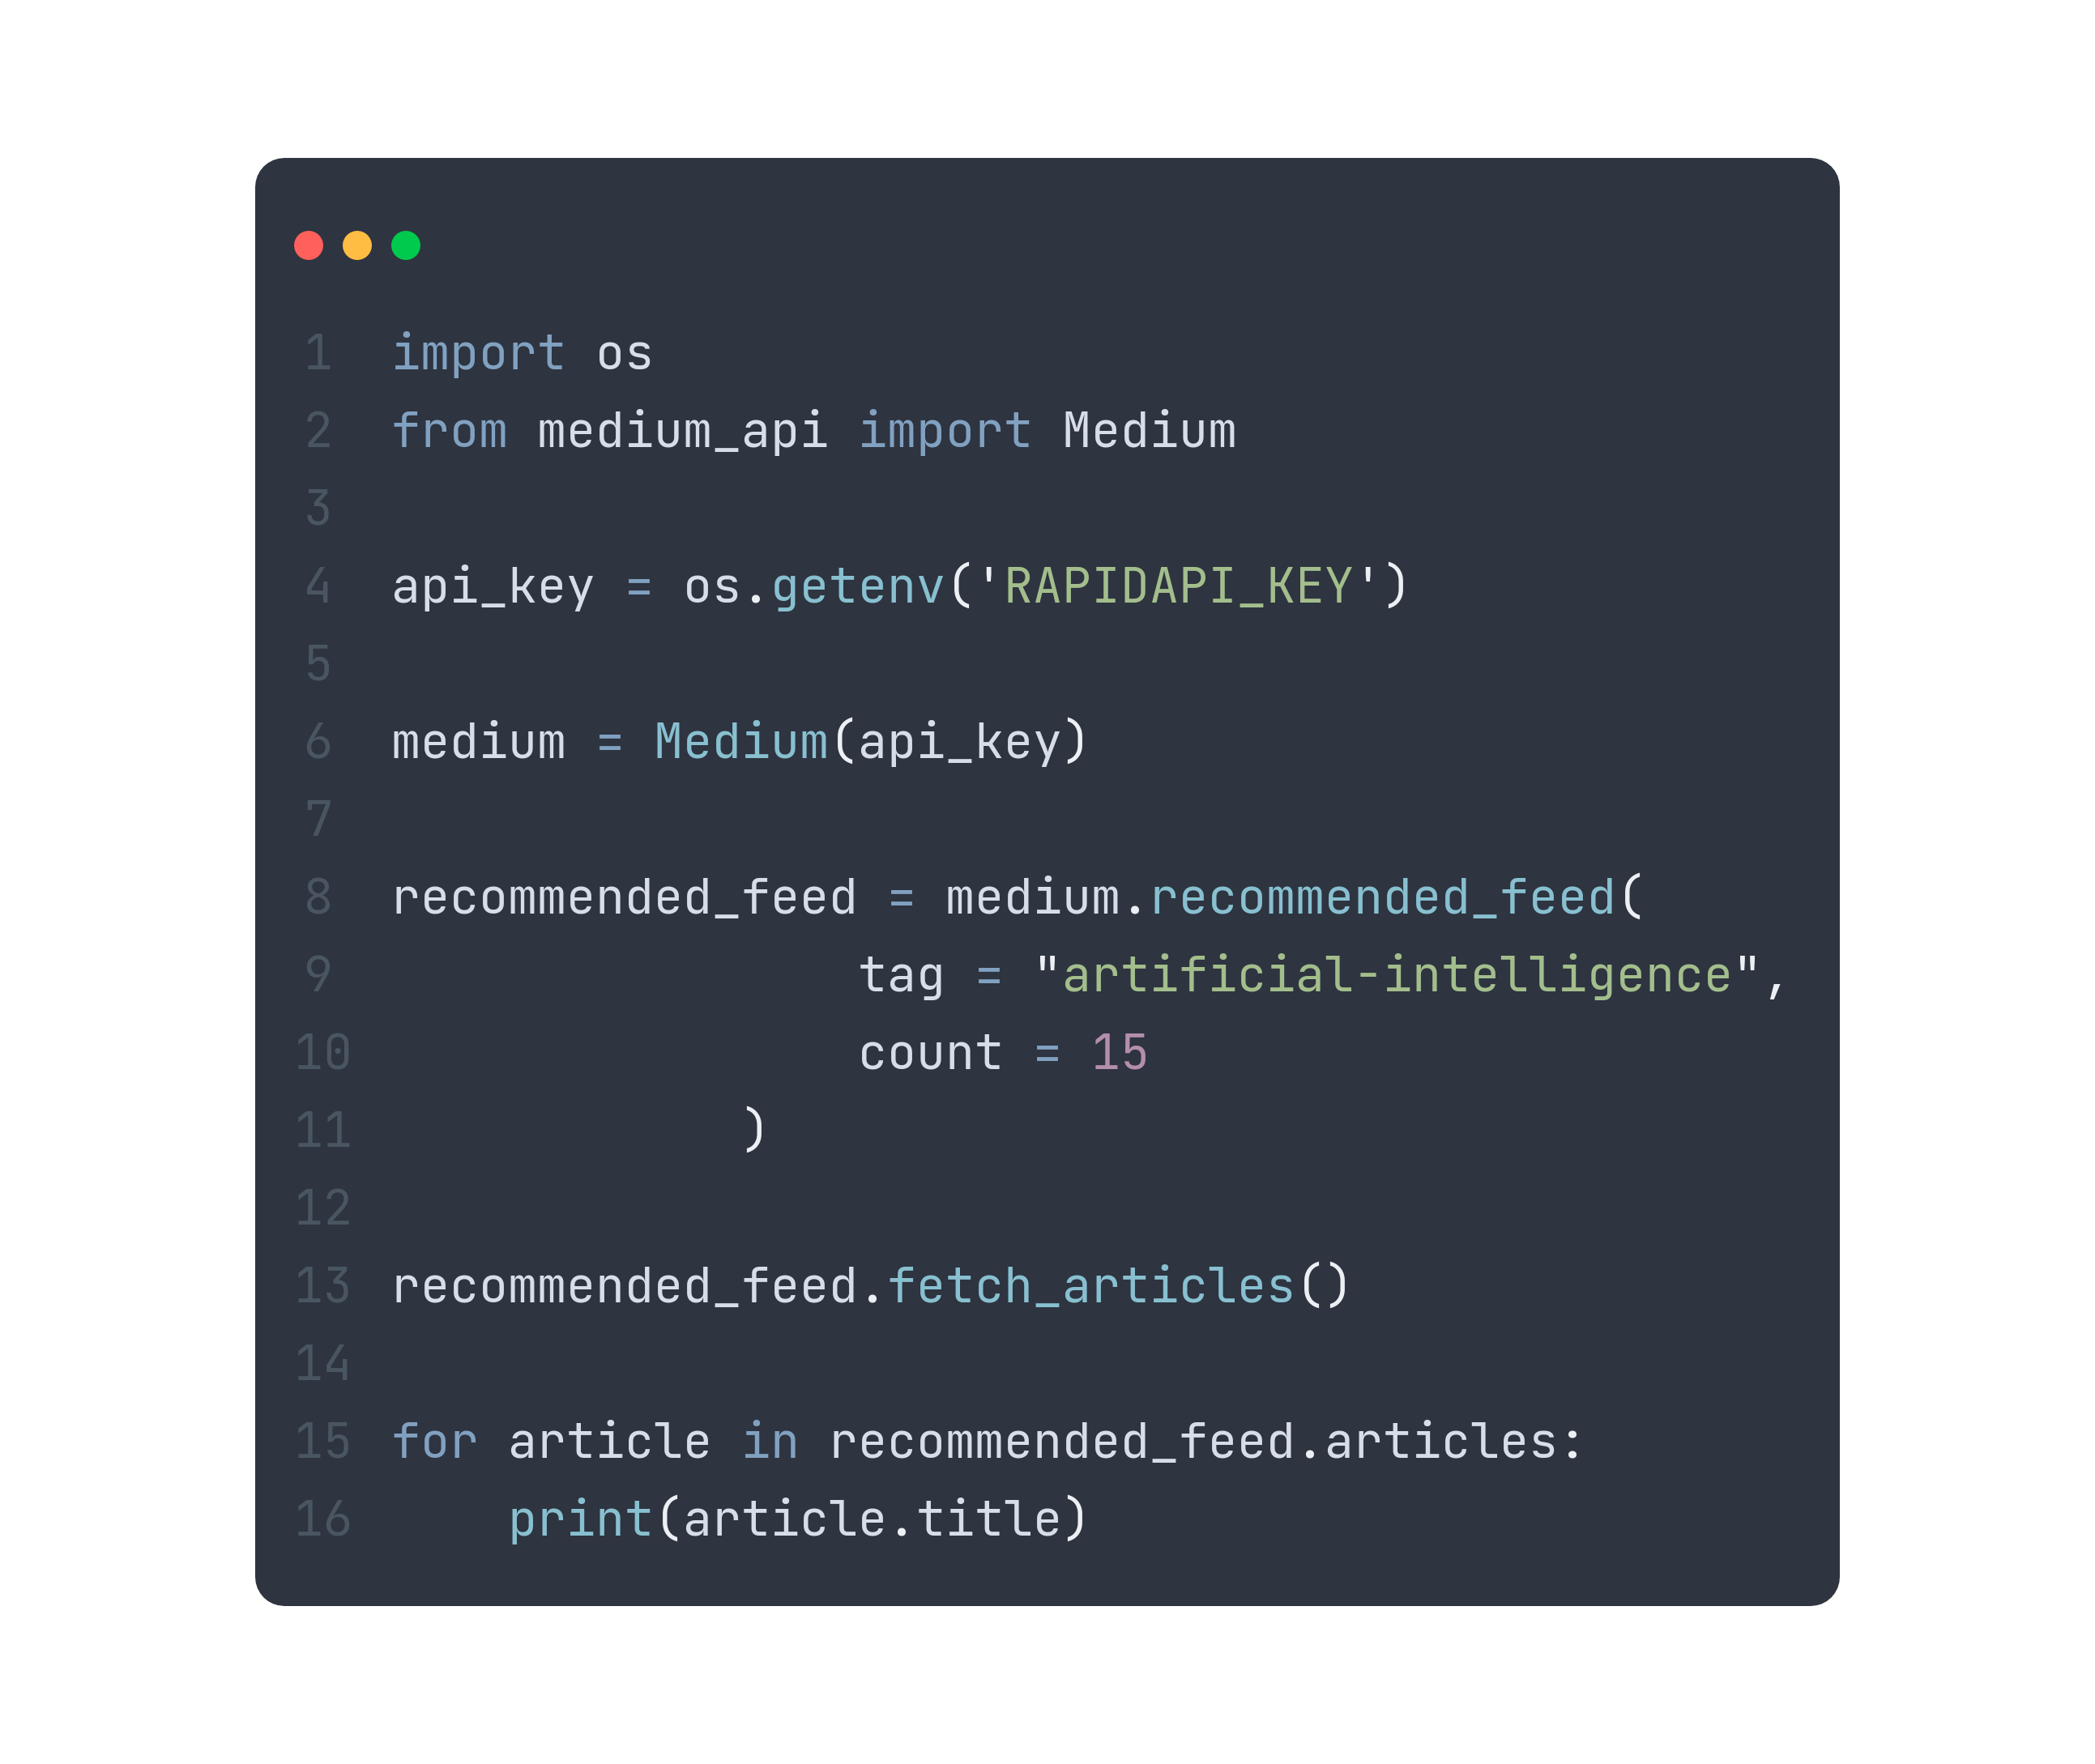 1 import os
2 from medium_api import Medium
3
4 api_key = os.getenv('RAPIDAPI_KEY')
5
6 medium = Medium(api_key)
7
8 recommended_feed = medium.recommended_feed(
9                 tag = "artificial-intelligence",
10                 count = 15
11             )
12
13 recommended_feed.fetch_articles()
14
15 for article in recommended_feed.articles:
16     print(article.title)